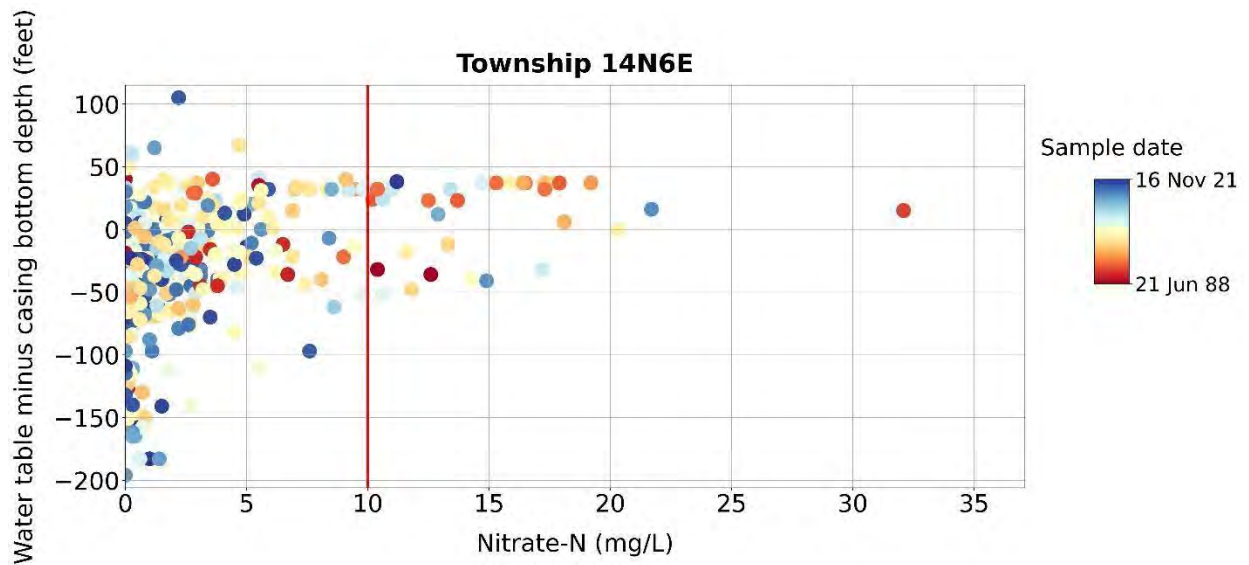 Township 14N6E
Water table minus casing bottom depth (feet)
100
50
0
−50
−100
−150
−200
0 5 10 15 20 25 30 35
Nitrate-N (mg/L)
Sample date
16 Nov 21
21 Jun 88